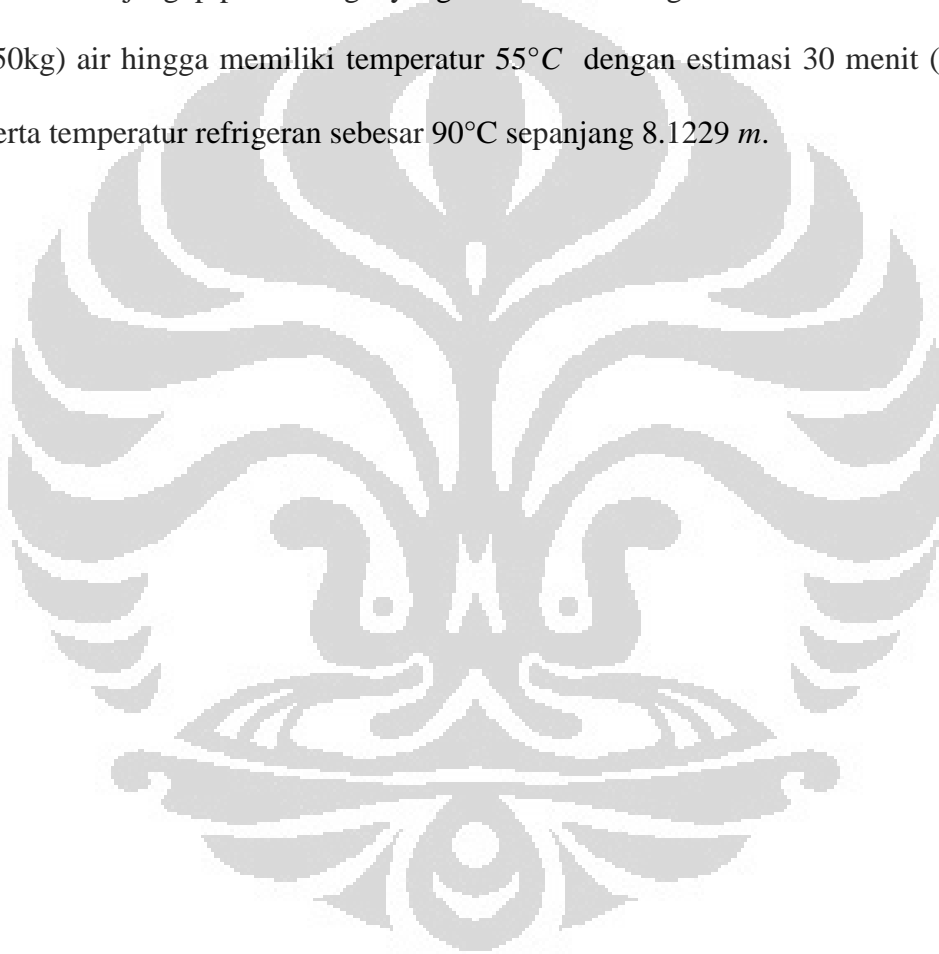 50kg) air hingga memiliki temperatur 55°C dengan estimasi 30 menit (
erta temperatur refrigeran sebesar 90°C sepanjang 8.1229 m.